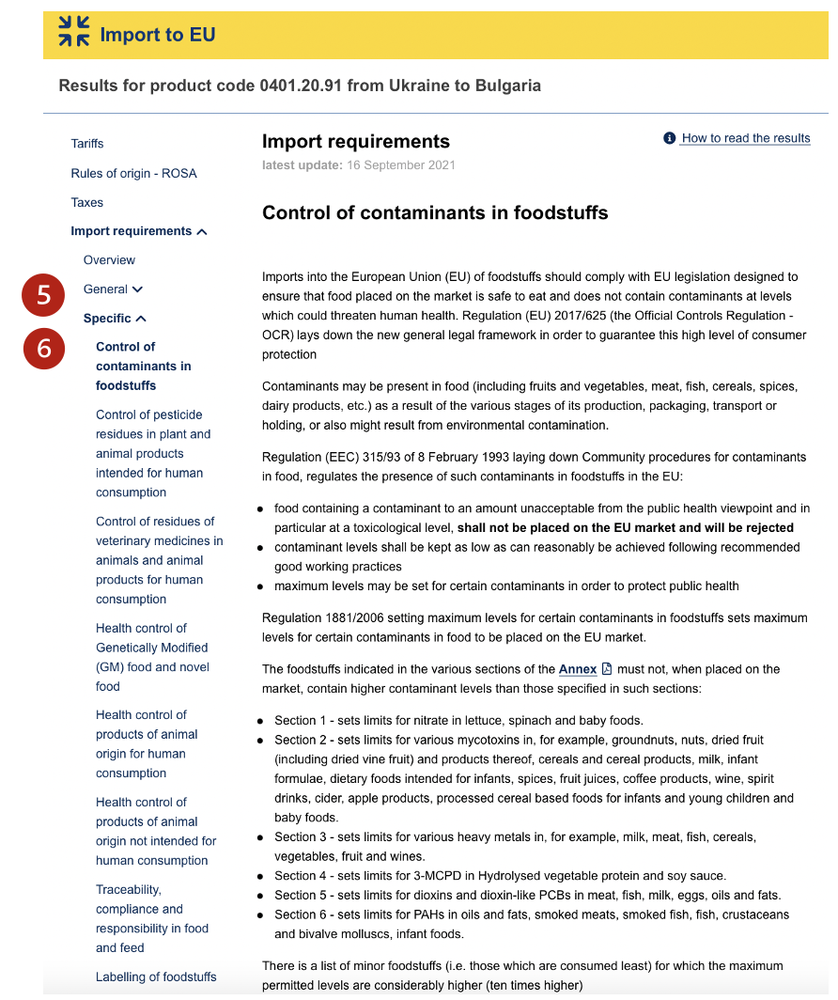 Import to EU
Results for product code 0401.20.91 from Ukraine to Bulgaria
Tariffs
Rules of origin - ROSA
Taxes
Import requirements
Overview
5
General
Specific
6
Control of
contaminants in
foodstuffs
Control of pesticide
residues in plant and
animal products
intended for human
consumption
Control of residues of
veterinary medicines in
animals and animal
products for human
consumption
Health control of
Genetically Modified
(GM) food and novel
food
Health control of
products of animal
origin for human
consumption
Health control of
products of animal
origin not intended for
human consumption
Traceability,
compliance and
responsibility in food
and feed
Labelling of foodstuffs
Import requirements
How to read the results
latest update: 16 September 2021
Control of contaminants in foodstuffs
Imports into the European Union (EU) of foodstuffs should comply with EU legislation designed to
ensure that food placed on the market is safe to eat and does not contain contaminants at levels
which could threaten human health. Regulation (EU) 2017/625 (the Official Controls Regulation -
OCR) lays down the new general legal framework in order to guarantee this high level of consumer
protection
Contaminants may be present in food (including fruits and vegetables, meat, fish, cereals, spices,
dairy products, etc.) as a result of the various stages of its production, packaging, transport or
holding, or also might result from environmental contamination.
Regulation (EEC) 315/93 of 8 February 1993 laying down Community procedures for contaminants
in food, regulates the presence of such contaminants in foodstuffs in the EU:
● food containing a contaminant to an amount unacceptable from the public health viewpoint and in
particular at a toxicological level, shall not be placed on the EU market and will be rejected
● contaminant levels shall be kept as low as can reasonably be achieved following recommended
good working practices
● maximum levels may be set for certain contaminants in order to protect public health
Regulation 1881/2006 setting maximum levels for certain contaminants in foodstuffs sets maximum
levels for certain contaminants in food to be placed on the EU market.
The foodstuffs indicated in the various sections of the Annex must not, when placed on the
market, contain higher contaminant levels than those specified in such sections:
● Section 1 - sets limits for nitrate in lettuce, spinach and baby foods.
● Section 2 - sets limits for various mycotoxins in, for example, groundnuts, nuts, dried fruit
(including dried vine fruit) and products thereof, cereals and cereal products, milk, infant
formulae, dietary foods intended for infants, spices, fruit juices, coffee products, wine, spirit
drinks, cider, apple products, processed cereal based foods for infants and young children and
baby foods.
● Section 3 - sets limits for various heavy metals in, for example, milk, meat, fish, cereals,
vegetables, fruit and wines.
● Section 4 - sets limits for 3-MCPD in Hydrolysed vegetable protein and soy sauce.
● Section 5 - sets limits for dioxins and dioxin-like PCBs in meat, fish, milk, eggs, oils and fats.
● Section 6 - sets limits for PAHs in oils and fats, smoked meats, smoked fish, fish, crustaceans
and bivalve molluscs, infant foods.
There is a list of minor foodstuffs (i.e. those which are consumed least) for which the maximum
permitted levels are considerably higher (ten times higher)